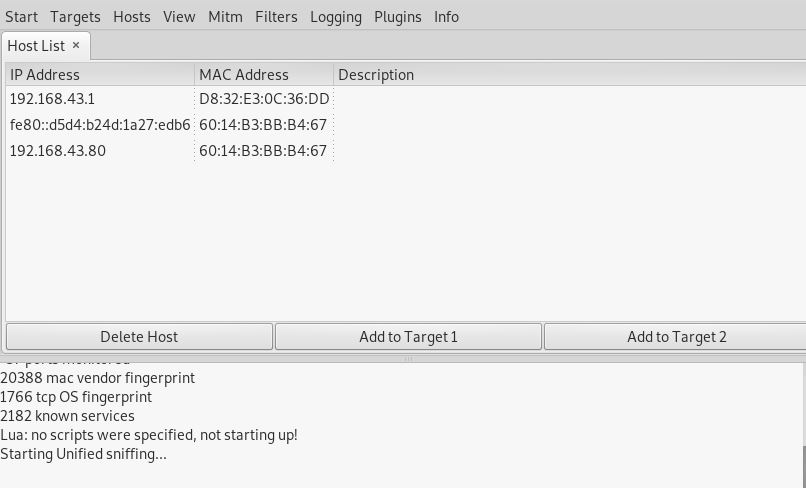 Start Targets Hosts View Mitm Filters Logging Plugins Info
Host List ×
IP Address MAC Address Description
192.168.43.1 D8:32:E3:0C:36:DD
fe80::d5d4:b24d:1a27:edb6 60:14:B3:BB:B4:67
192.168.43.80 60:14:B3:BB:B4:67
Delete Host Add to Target 1 Add to Target 2
ports monitored
20388 mac vendor fingerprint
1766 tcp OS fingerprint
2182 known services
Lua: no scripts were specified, not starting up!
Starting Unified sniffing...